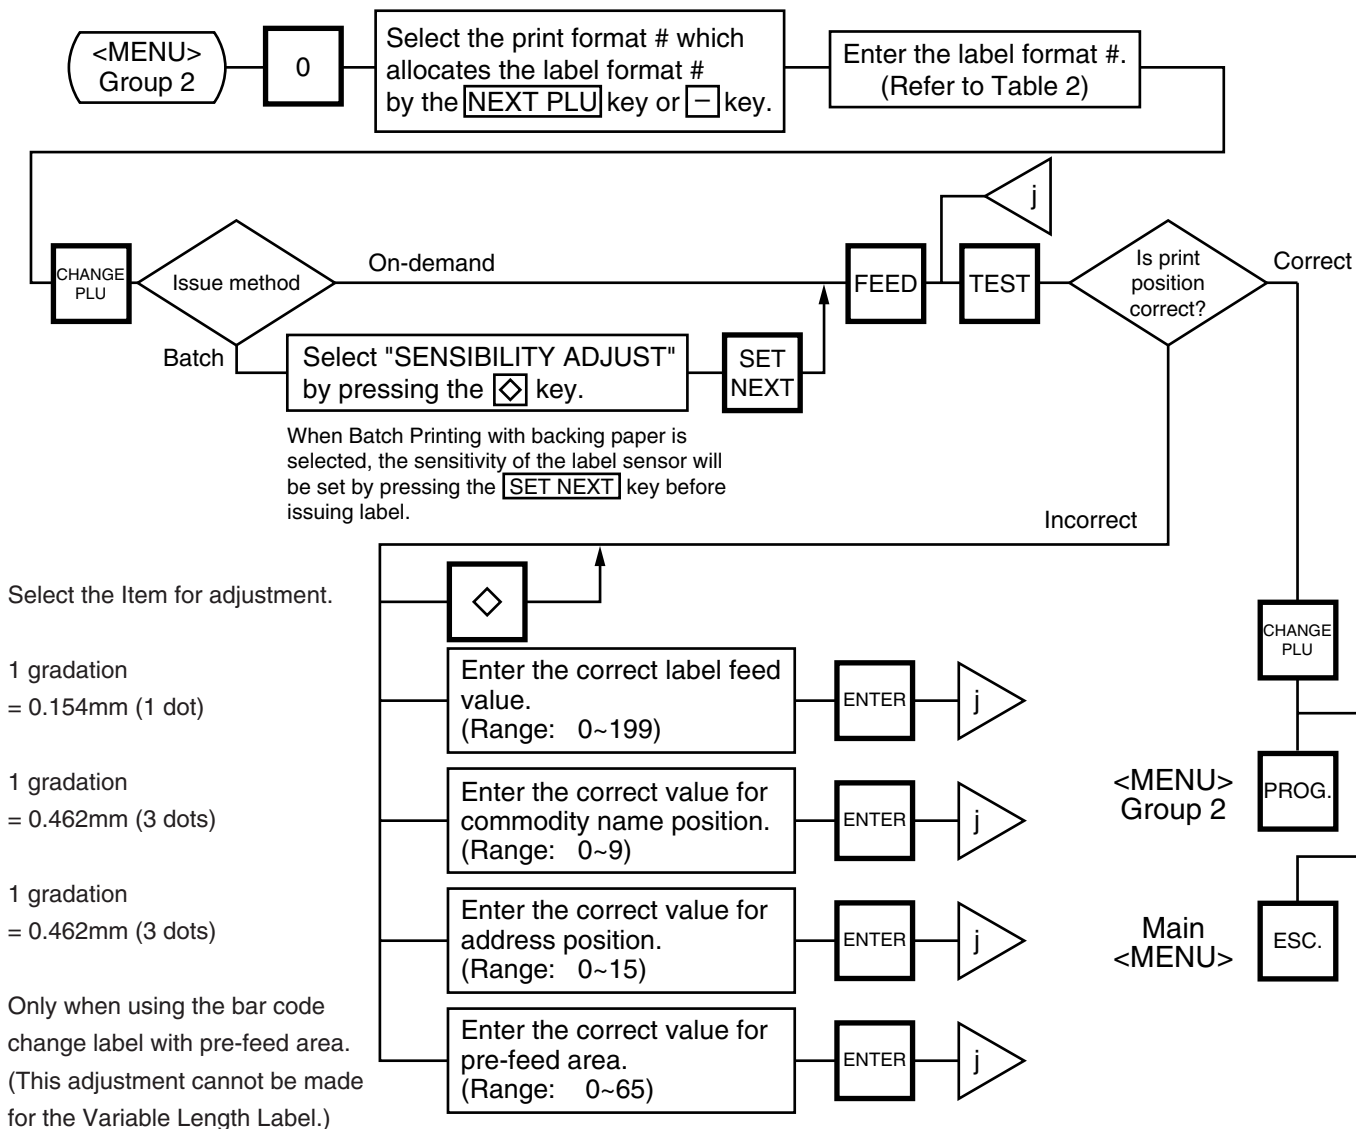 <MENU>
Group 2
0
Select the print format # which
allocates the label format #
by the NEXT PLU key or − key.
Enter the label format #.
(Refer to Table 2)
j
CHANGE
PLU
Issue method
On-demand
FEED
TEST
Is print
position
correct?
Correct
Batch
Select "SENSIBILITY ADJUST"
by pressing the ◇ key.
SET
NEXT
When Batch Printing with backing paper is
selected, the sensitivity of the label sensor will
be set by pressing the SET NEXT key before
issuing label.
Incorrect
Select the Item for adjustment.
◇
CHANGE
PLU
1 gradation
= 0.154mm (1 dot)
Enter the correct label feed
value.
(Range: 0~199)
ENTER
j
1 gradation
= 0.462mm (3 dots)
Enter the correct value for
commodity name position.
(Range: 0~9)
ENTER
j
<MENU>
Group 2
PROG.
1 gradation
= 0.462mm (3 dots)
Enter the correct value for
address position.
(Range: 0~15)
ENTER
j
Main
<MENU>
ESC.
Only when using the bar code
change label with pre-feed area.
(This adjustment cannot be made
for the Variable Length Label.)
Enter the correct value for
pre-feed area.
(Range: 0~65)
ENTER
j